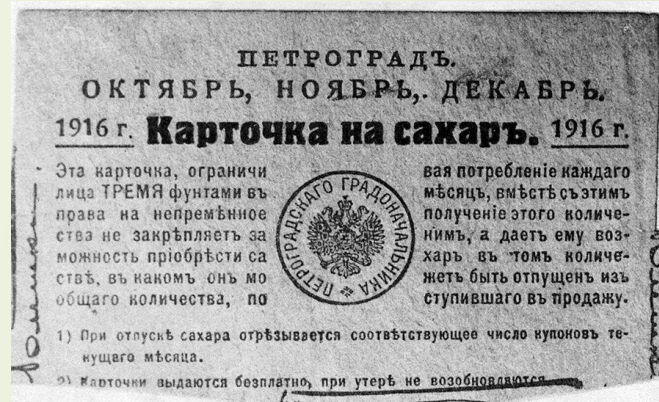 ПЕТРОГРАДЪ.
ОКТЯБРЬ, НОЯБРЬ, ДЕКАБРЬ.
1916 г. Карточка на сахаръ. 1916 г.
Эта карточка, ограничи вая потребленіе каждаго
лица ТРЕМЯ фунтами въ мѣсяцъ, вмѣстѣ съ этимъ
права на непремѣнное получение этого количе-
ства не закрѣпляетъ за нимъ, а даетъ ему воз-
можность пріобрѣсти са харъ въ томъ количе-
ствѣ, въ какомъ онъ мо жетъ быть отпущенъ изъ
общаго количества, по ступившаго въ продажу.
ПЕТРОГРАДСКАГО ГРАДОНАЧАЛЬНИКА
1) При отпускѣ сахара отрѣзывается соотвѣтствующее число купоновъ те-
кущаго мѣсяца.
2) Карточки выдаются безплатно, при утерѣ не возобновляются